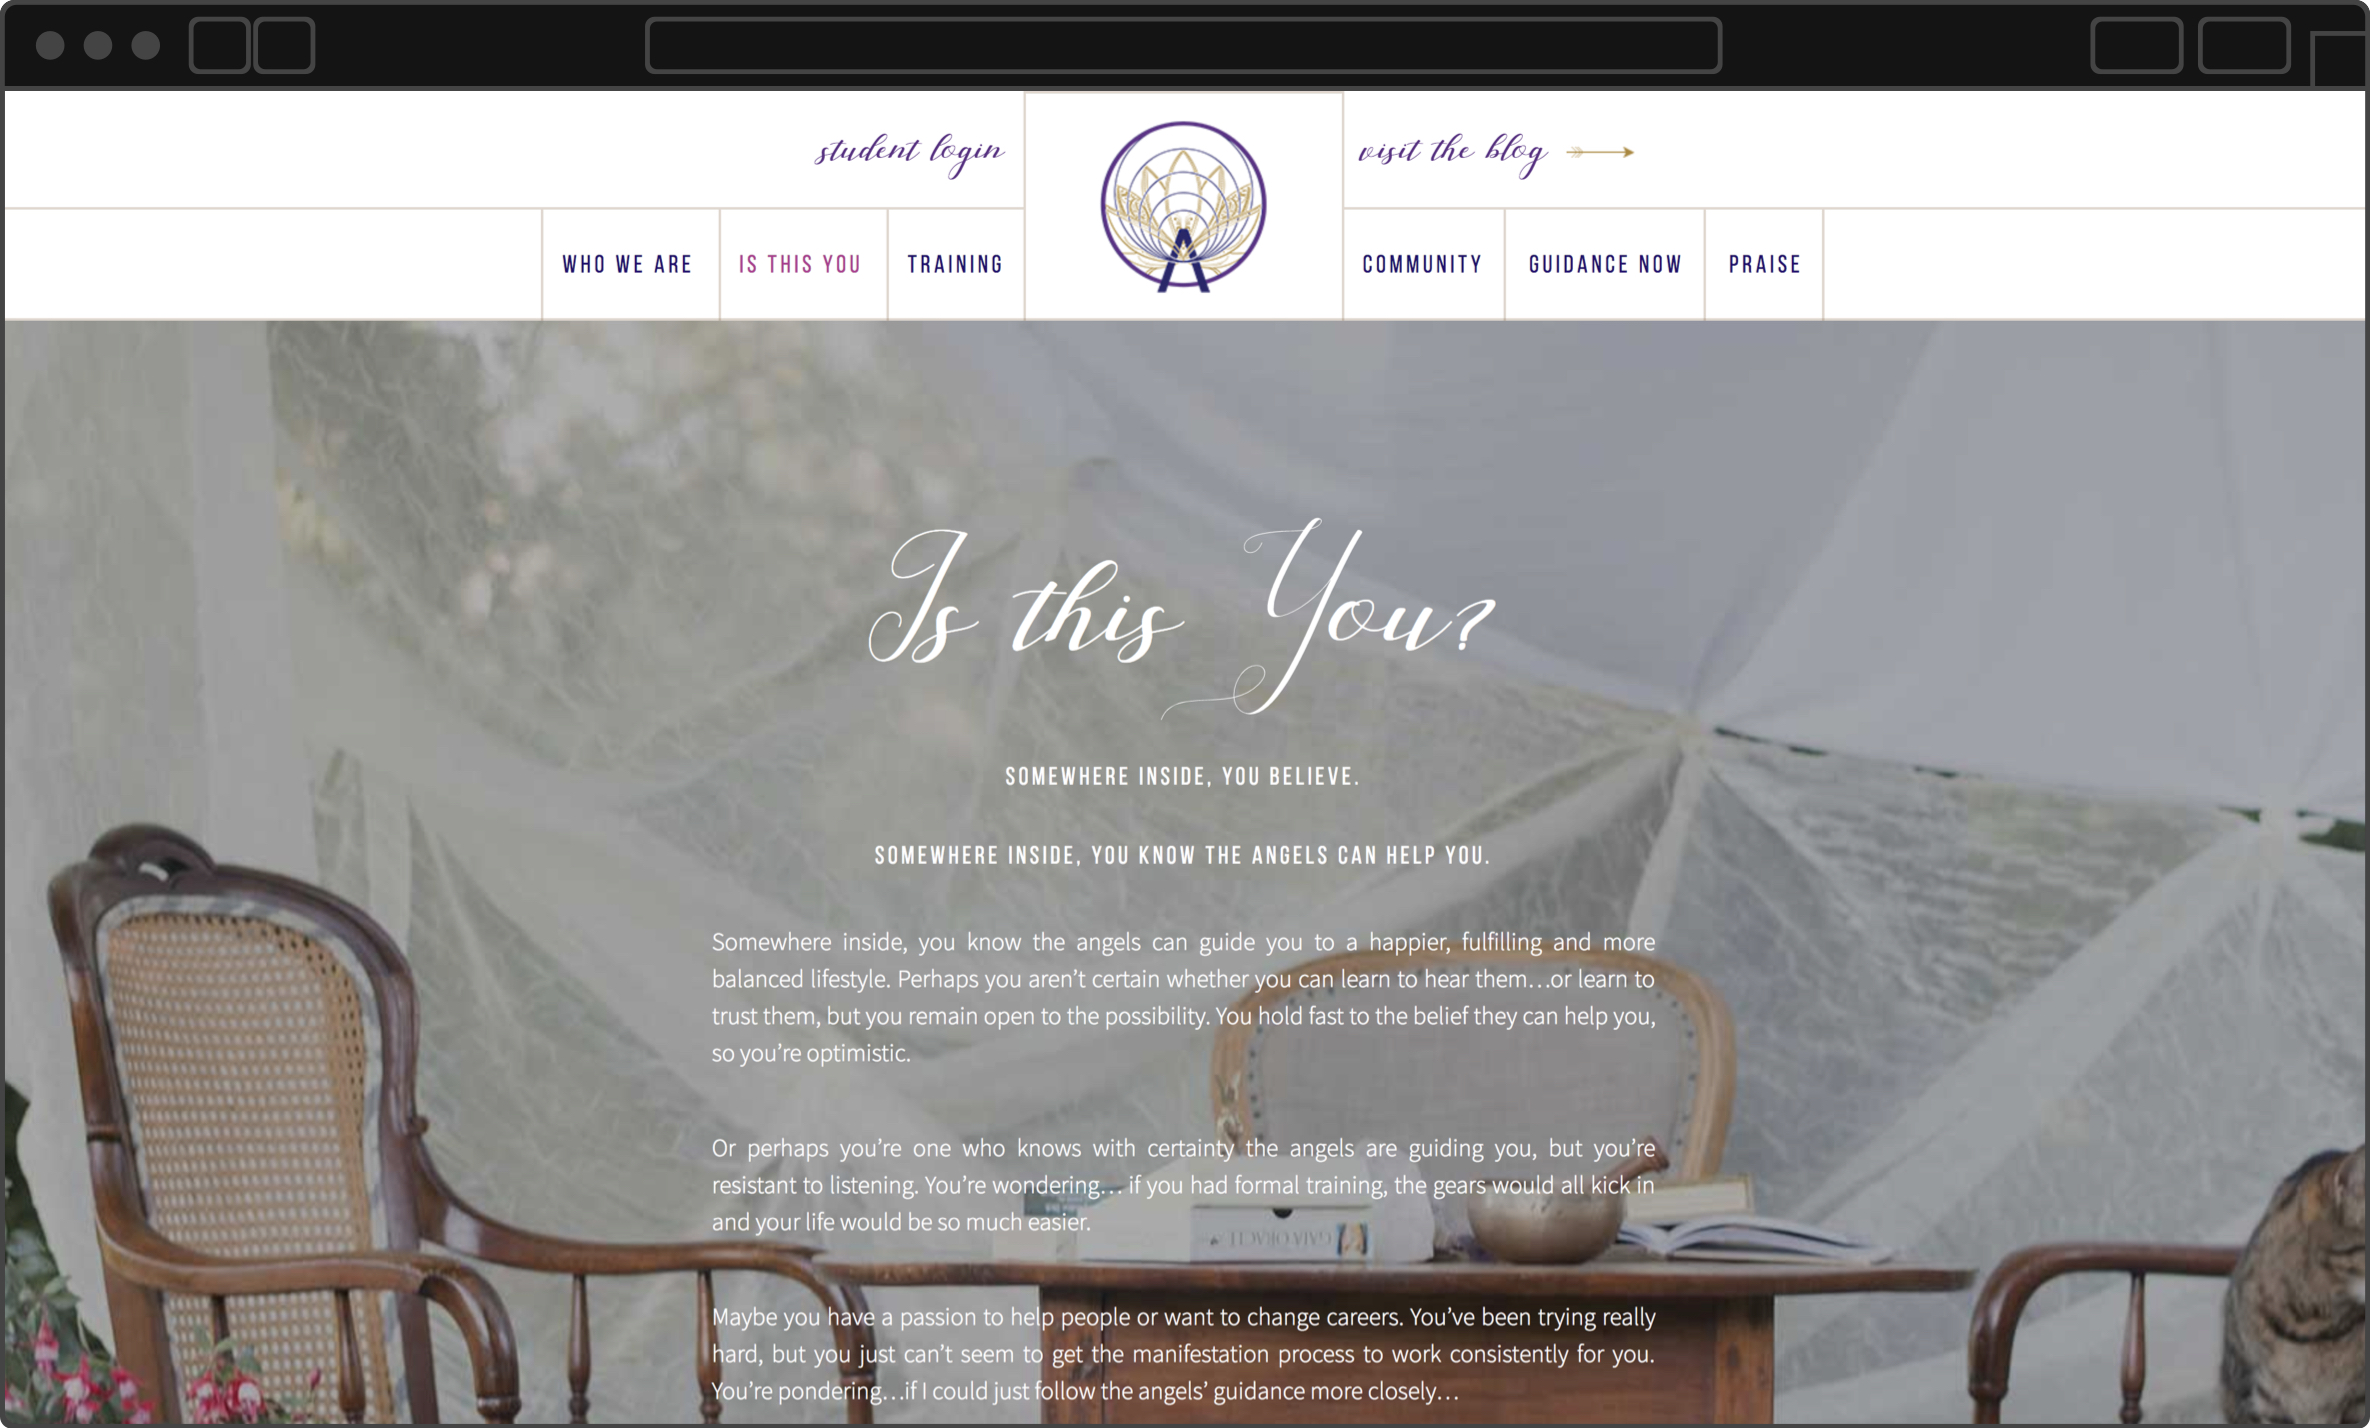 student login
visit the blog
WHO WE ARE
IS THIS YOU
TRAINING
COMMUNITY
GUIDANCE NOW
PRAISE
Is this You?
SOMEWHERE INSIDE, YOU BELIEVE.
SOMEWHERE INSIDE, YOU KNOW THE ANGELS CAN HELP YOU.
Somewhere inside, you know the angels can guide you to a happier, fulfilling and more
balanced lifestyle. Perhaps you aren’t certain whether you can learn to hear them…or learn to
trust them, but you remain open to the possibility. You hold fast to the belief they can help you,
so you’re optimistic.
Or perhaps you’re one who knows with certainty the angels are guiding you, but you’re
resistant to listening. You’re wondering… if you had formal training, the gears would all kick in
and your life would be so much easier.
GAIA ORACLE
Maybe you have a passion to help people or want to change careers. You’ve been trying really
hard, but you just can’t seem to get the manifestation process to work consistently for you.
You’re pondering…if I could just follow the angels’ guidance more closely…